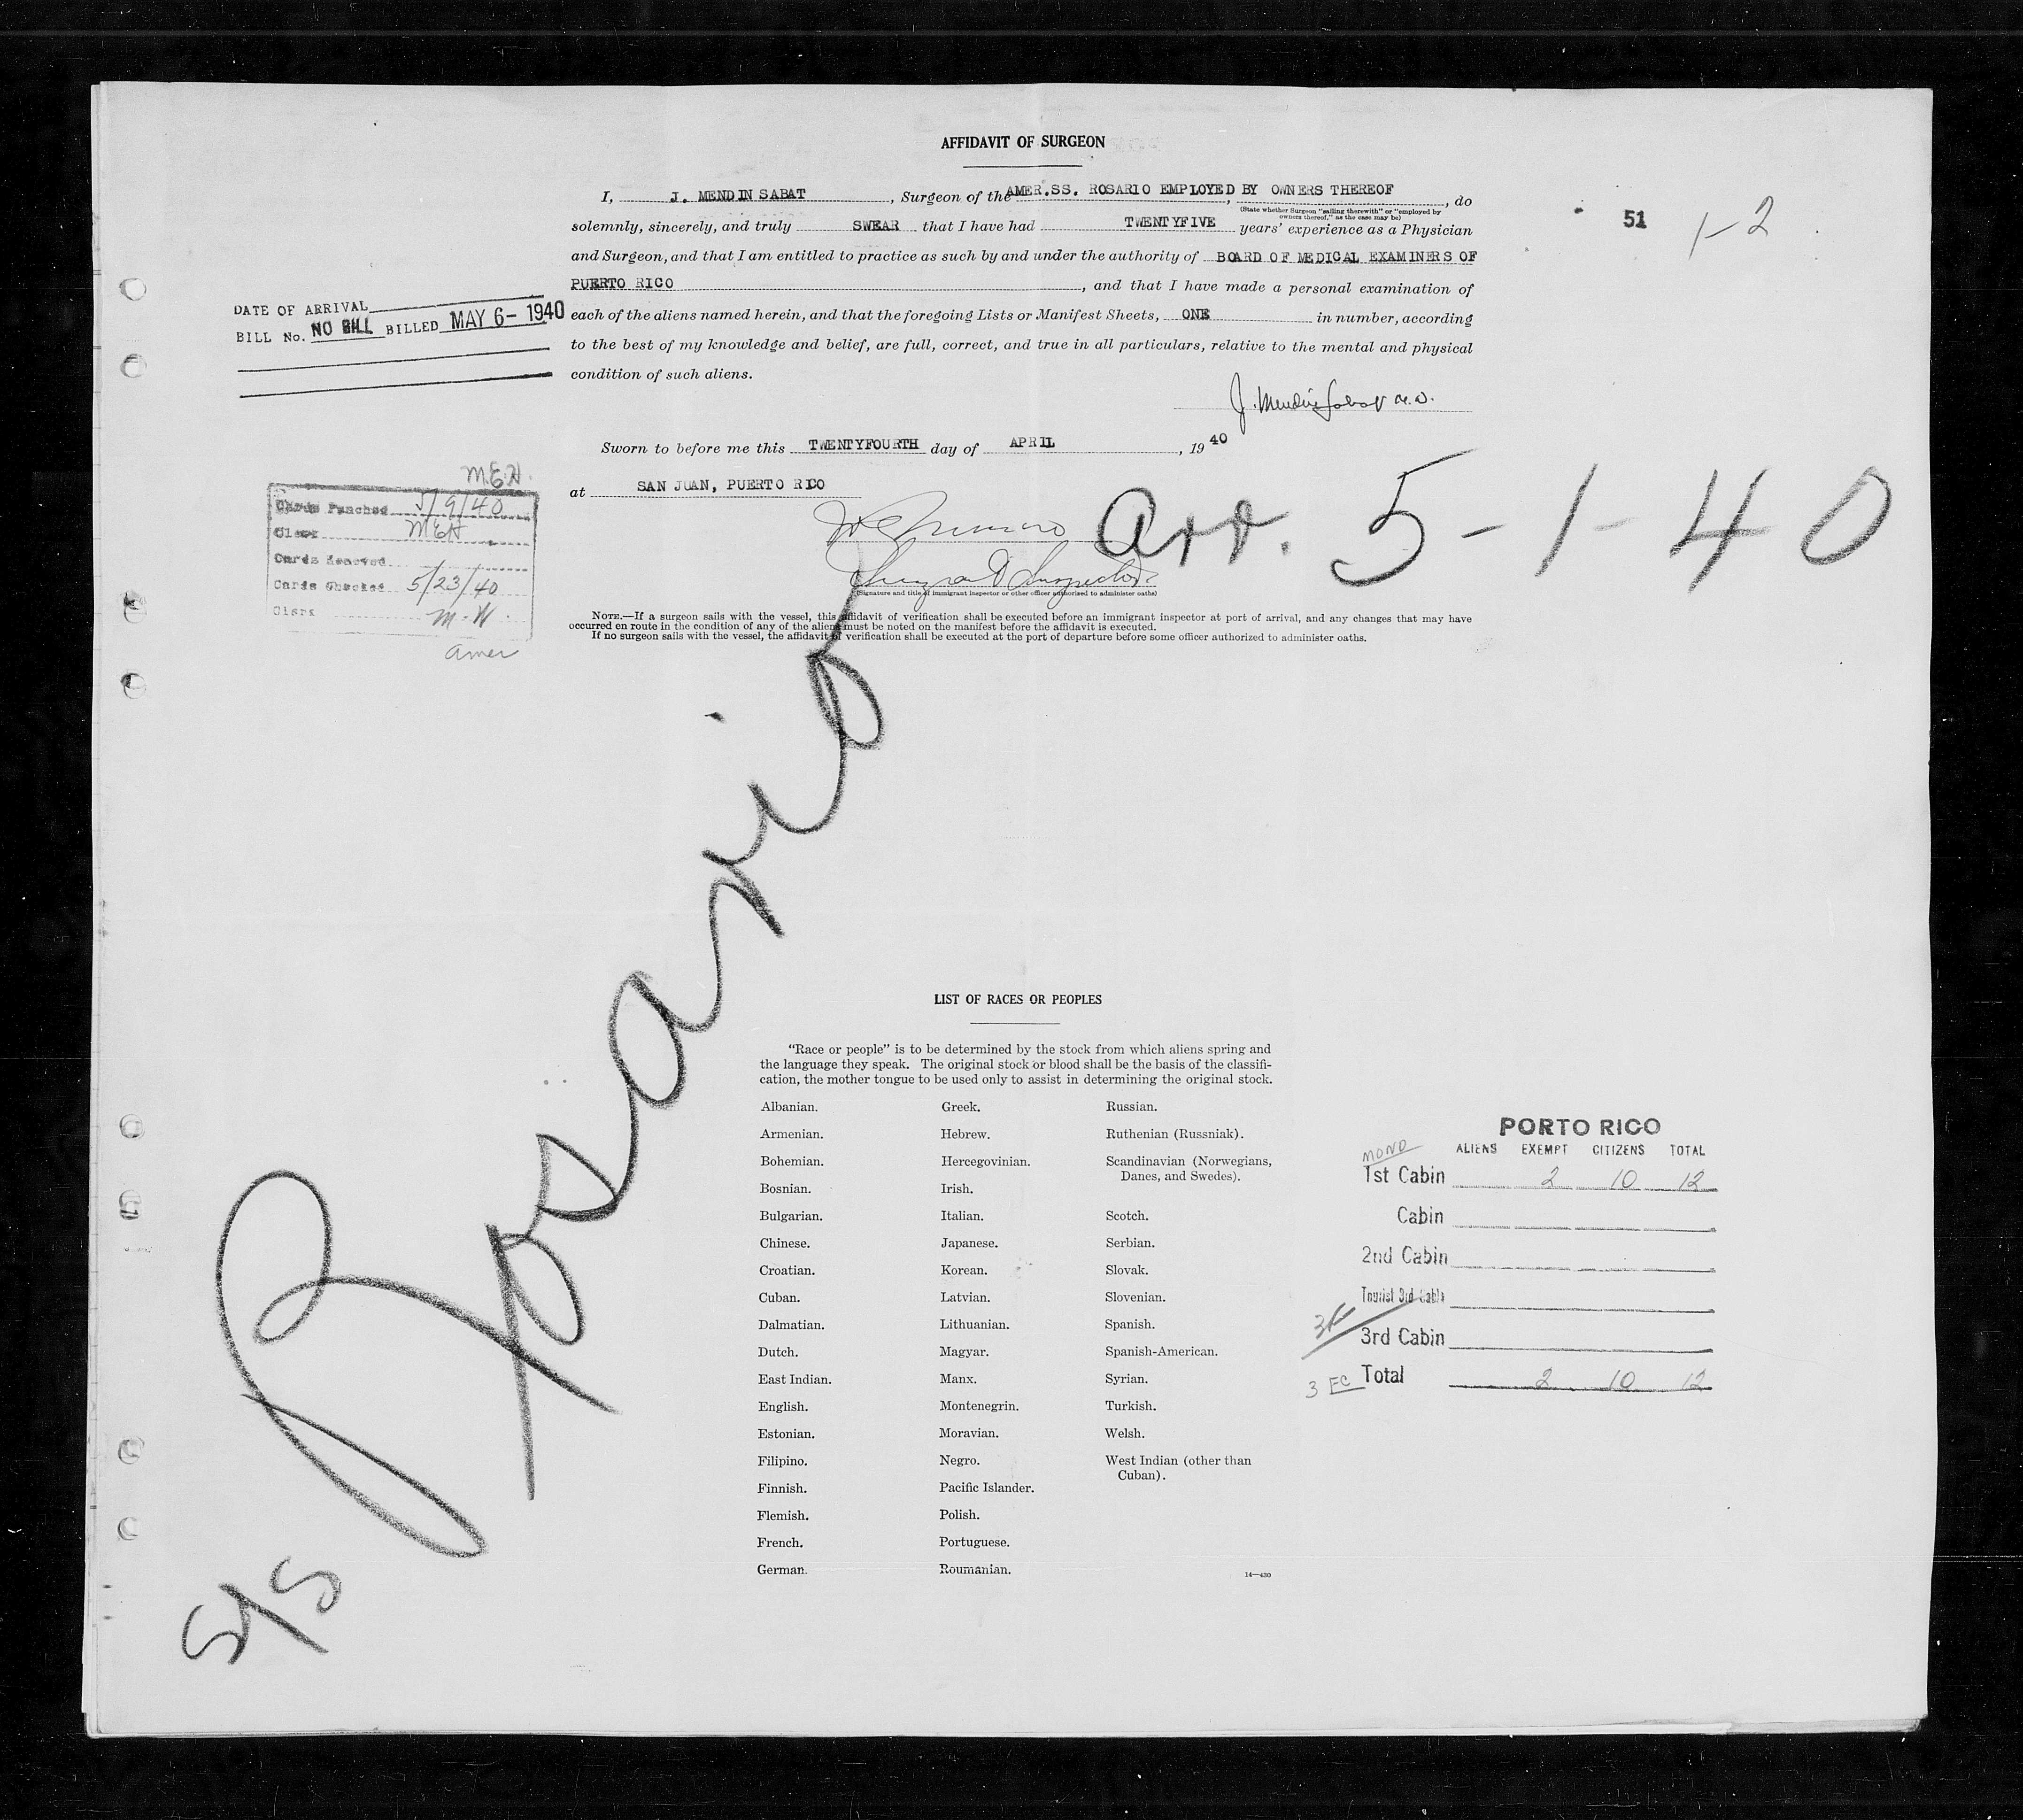 AFFIDAVIT OF SURGEON
I, J. MENDIN SABAT, Surgeon of the AMER.SS. ROSARIO EMPLOYED BY OWNERS THEREOF, do
(State whether Surgeon "sailing therewith" or "employed by
owners thereof," as the case may be)
solemnly, sincerely, and truly SWEAR that I have had TWENTYFIVE years' experience as a Physician
and Surgeon, and that I am entitled to practice as such by and under the authority of BOARD OF MEDICAL EXAMINERS OF
PUERTO RICO, and that I have made a personal examination of
each of the aliens named herein, and that the foregoing Lists or Manifest Sheets, ONE in number, according
to the best of my knowledge and belief, are full, correct, and true in all particulars, relative to the mental and physical
condition of such aliens.
J. Mendin Sabat M.D.
Sworn to before me this TWENTYFOURTH day of APRIL, 1940
at SAN JUAN, PUERTO RICO
Immigrant Inspector
(Signature and title of immigrant inspector or other officer authorized to administer oaths)
NOTE.—If a surgeon sails with the vessel, this affidavit of verification shall be executed before an immigrant inspector at port of arrival, and any changes that may have
occurred en route in the condition of any of the aliens must be noted on the manifest before the affidavit is executed.
If no surgeon sails with the vessel, the affidavit of verification shall be executed at the port of departure before some officer authorized to administer oaths.
51
1-2
DATE OF ARRIVAL
BILL No. NO BILL BILLED MAY 6- 1940
M.E.H.
Cards Punched 5/9/40
Clerk MEH
Cards Removed
Cards Checked 5/23/40
Clerk M.W.
Amer
Arr. 5-1-40
S/S Rosario
LIST OF RACES OR PEOPLES
"Race or people" is to be determined by the stock from which aliens spring and
the language they speak. The original stock or blood shall be the basis of the classifi-
cation, the mother tongue to be used only to assist in determining the original stock.
Albanian.
Armenian.
Bohemian.
Bosnian.
Bulgarian.
Chinese.
Croatian.
Cuban.
Dalmatian.
Dutch.
East Indian.
English.
Estonian.
Filipino.
Finnish.
Flemish.
French.
German.
Greek.
Hebrew.
Hercegovinian.
Irish.
Italian.
Japanese.
Korean.
Latvian.
Lithuanian.
Magyar.
Manx.
Montenegrin.
Moravian.
Negro.
Pacific Islander.
Polish.
Portuguese.
Roumanian.
Russian.
Ruthenian (Russniak).
Scandinavian (Norwegians,
Danes, and Swedes).
Scotch.
Serbian.
Slovak.
Slovenian.
Spanish.
Spanish-American.
Syrian.
Turkish.
Welsh.
West Indian (other than
Cuban).
14—430
PORTO RICO
ALIENS EXEMPT CITIZENS TOTAL
MONO
1st Cabin 2 10 12
Cabin
2nd Cabin
Tourist 3rd Cabin
3rd Cabin
3 FC Total 2 10 12